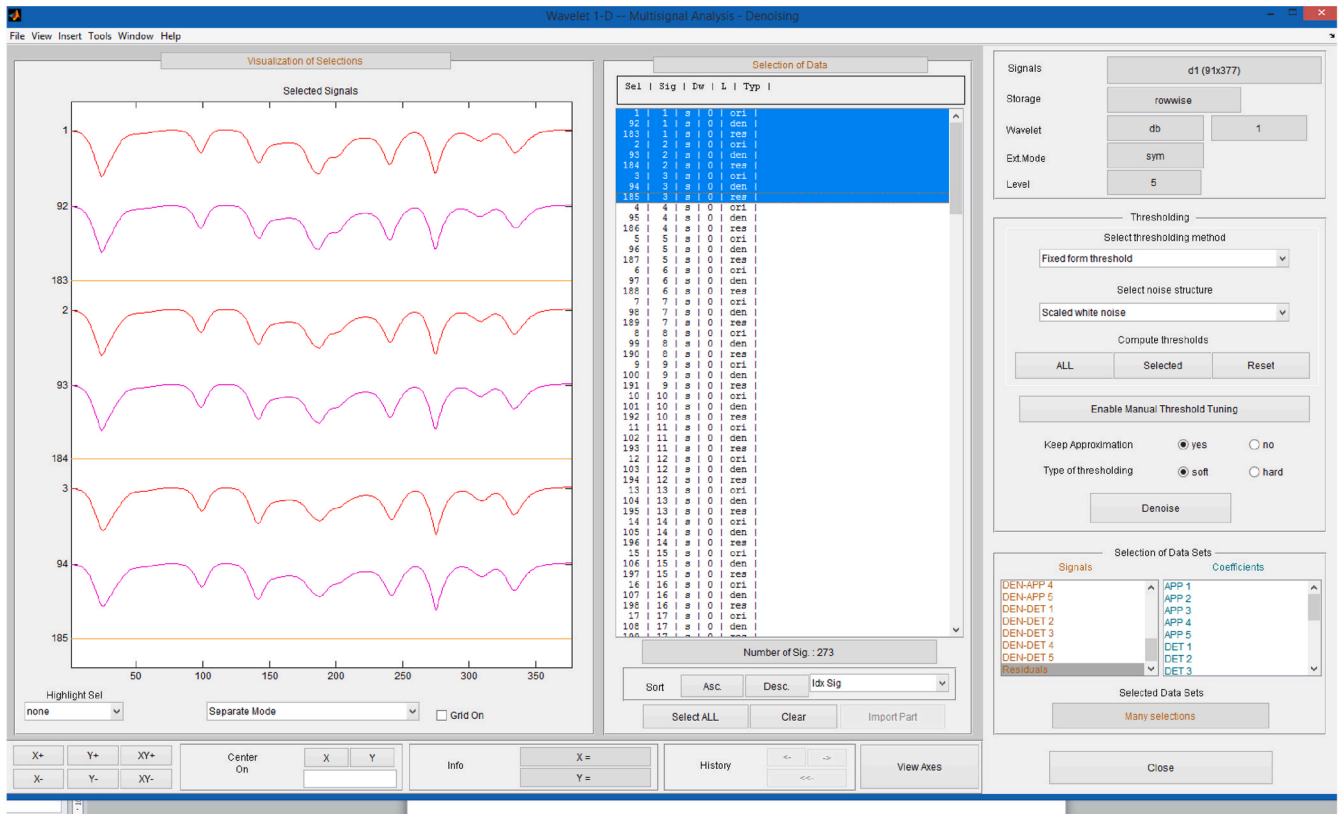 Wavelet 1-D -- Multisignal Analysis - Denoising
File View Insert Tools Window Help
Visualization of Selections
Selected Signals
1
92
183
2
93
184
3
94
185
50 100 150 200 250 300 350
Highlight Sel
none
Separate Mode
Grid On
Selection of Data
Sel | Sig | Dw | L | Typ |
1 | 1 | s | 0 | ori |
92 | 1 | s | 0 | den |
183 | 1 | s | 0 | res |
2 | 2 | s | 0 | ori |
93 | 2 | s | 0 | den |
184 | 2 | s | 0 | res |
3 | 3 | s | 0 | ori |
94 | 3 | s | 0 | den |
185 | 3 | s | 0 | res |
4 | 4 | s | 0 | ori |
95 | 4 | s | 0 | den |
186 | 4 | s | 0 | res |
5 | 5 | s | 0 | ori |
96 | 5 | s | 0 | den |
187 | 5 | s | 0 | res |
6 | 6 | s | 0 | ori |
97 | 6 | s | 0 | den |
188 | 6 | s | 0 | res |
7 | 7 | s | 0 | ori |
98 | 7 | s | 0 | den |
189 | 7 | s | 0 | res |
8 | 8 | s | 0 | ori |
99 | 8 | s | 0 | den |
190 | 8 | s | 0 | res |
9 | 9 | s | 0 | ori |
100 | 9 | s | 0 | den |
191 | 9 | s | 0 | res |
10 | 10 | s | 0 | ori |
101 | 10 | s | 0 | den |
192 | 10 | s | 0 | res |
11 | 11 | s | 0 | ori |
102 | 11 | s | 0 | den |
193 | 11 | s | 0 | res |
12 | 12 | s | 0 | ori |
103 | 12 | s | 0 | den |
194 | 12 | s | 0 | res |
13 | 13 | s | 0 | ori |
104 | 13 | s | 0 | den |
195 | 13 | s | 0 | res |
14 | 14 | s | 0 | ori |
105 | 14 | s | 0 | den |
196 | 14 | s | 0 | res |
15 | 15 | s | 0 | ori |
106 | 15 | s | 0 | den |
197 | 15 | s | 0 | res |
16 | 16 | s | 0 | ori |
107 | 16 | s | 0 | den |
198 | 16 | s | 0 | res |
17 | 17 | s | 0 | ori |
108 | 17 | s | 0 | den |
Number of Sig. : 273
Sort Asc. Desc. Idx Sig
Select ALL Clear Import Part
Signals d1 (91x377)
Storage rowwise
Wavelet db 1
Ext.Mode sym
Level 5
Thresholding
Select thresholding method
Fixed form threshold
Select noise structure
Scaled white noise
Compute thresholds
ALL Selected Reset
Enable Manual Threshold Tuning
Keep Approximation yes no
Type of thresholding soft hard
Denoise
Selection of Data Sets
Signals Coefficients
DEN-APP 4 APP 1
DEN-APP 5 APP 2
DEN-DET 1 APP 3
DEN-DET 2 APP 4
DEN-DET 3 APP 5
DEN-DET 4 DET 1
DEN-DET 5 DET 2
Residuals DET 3
Selected Data Sets
Many selections
X+ Y+ XY+
X- Y- XY-
Center
On
X Y
Info
X =
Y =
History
<- ->
<<-
View Axes
Close